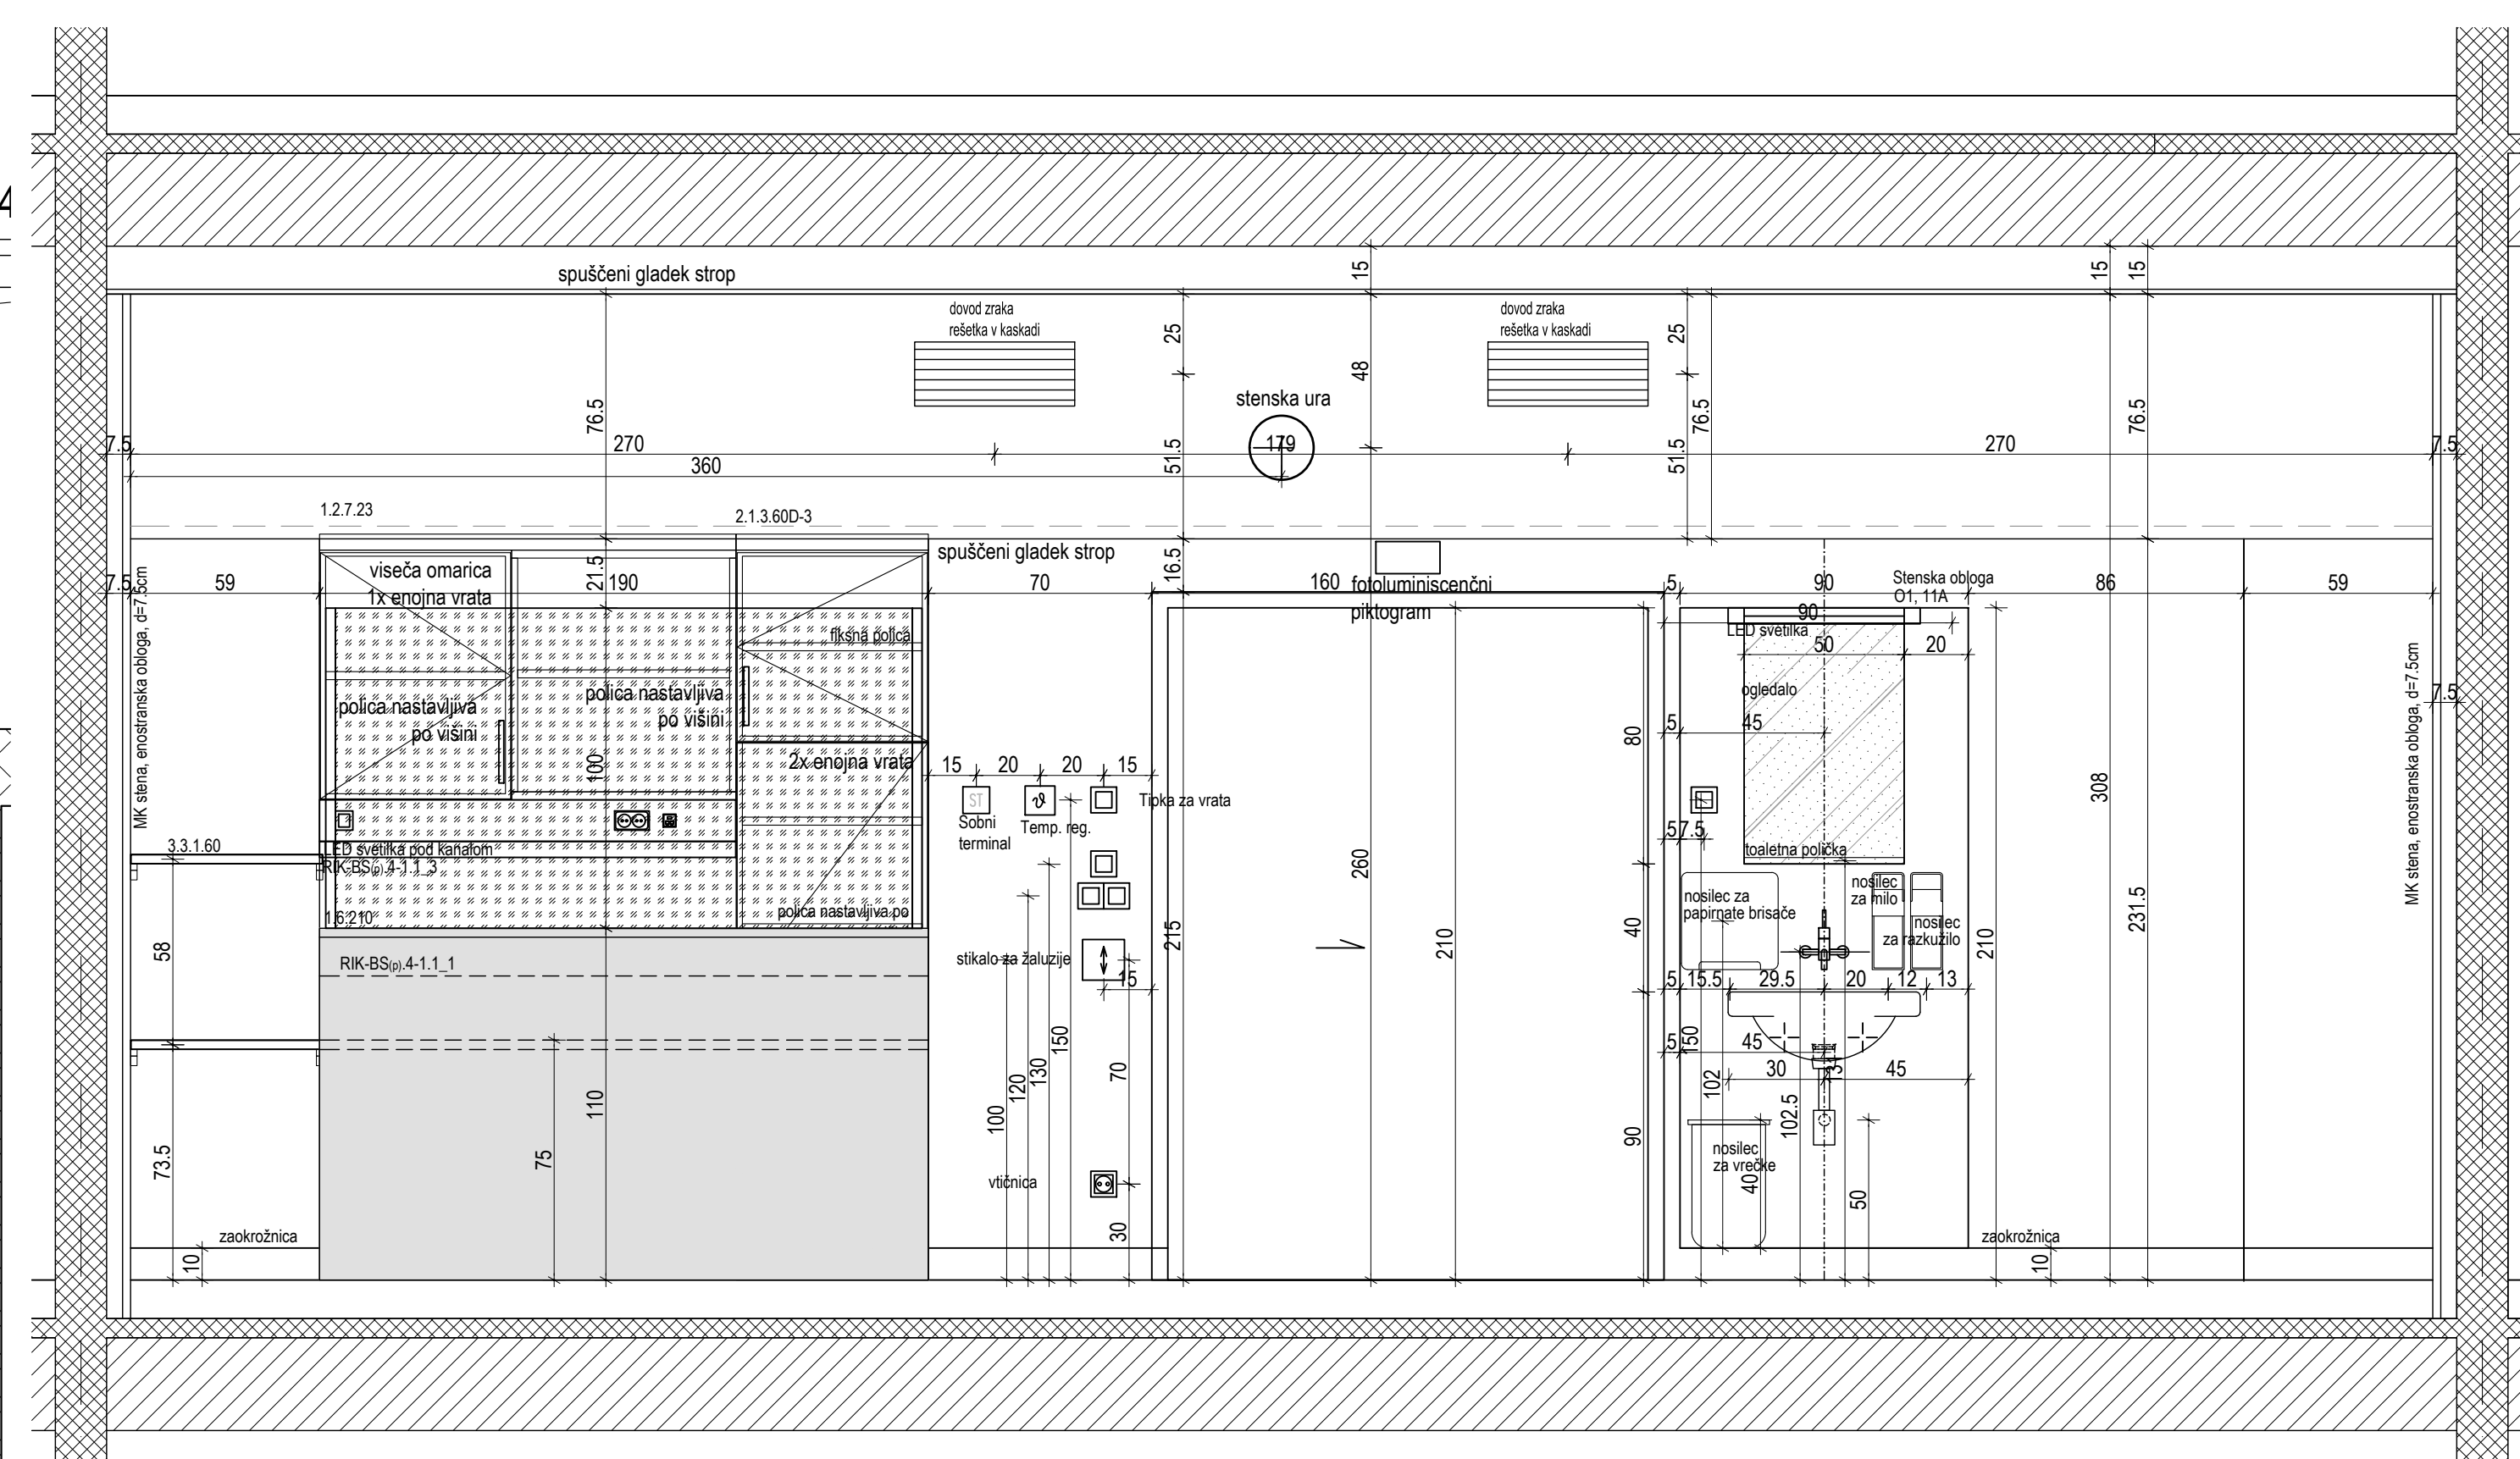 4
spuščeni gladek strop
15
15
15
dovod zraka
rešetka v kaskadi
dovod zraka
rešetka v kaskadi
25
25
48
stenska ura
76.5
76.5
76.5
7.5
270
51.5
179
51.5
270
7.5
360
1.2.7.23
2.1.3.60D-3
spuščeni gladek strop
16.5
viseča omarica
1x enojna vrata
21.5
7.5
59
190
70
160
fotoluminiscenčni
piktogram
5
90
Stenska obloga
O1, 11A
86
59
90
LED svetilka
50
20
MK stena, enostranska obloga, d=7.5cm
fiksna polica
polica nastavljiva
po višini
polica nastavljiva
po višini
ogledalo
7.5
MK stena, enostranska obloga, d=7.5cm
5
45
80
100
2x enojna vrata
15
20
20
15
ST
Sobni
terminal
Temp. reg.
Tipka za vrata
308
57.5
3.3.1.60
LED svetilka pod kanalom
RIK-BS(p).4-1.1_3
toaletna polička
260
1.6.210
polica nastavljiva po
nosilec za
papirnate brisače
nosilec
za milo
nosilec
za razkužilo
231.5
40
58
RIK-BS(p).4-1.1_1
stikalo za žaluzije
215
210
210
15
5
15.5
29.5
20
12
13
150
130
120
100
70
5
150
45
102
30
13
45
110
75
73.5
102.5
90
nosilec
za vrečke
40
50
vtičnica
30
zaokrožnica
10
zaokrožnica
10